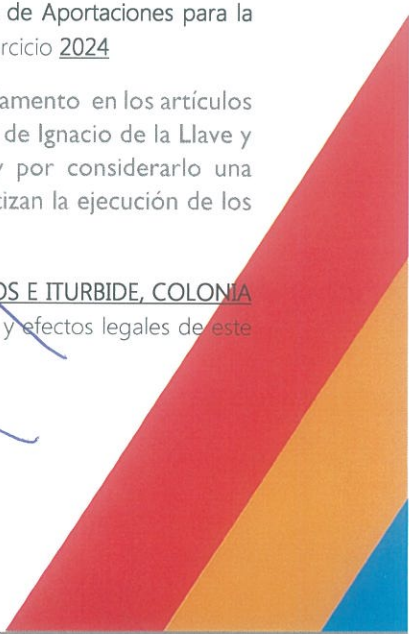 de Aportaciones para la
rcicio 2024
amento en los artículos
de Ignacio de la Llave y
y por considerarlo una
tizan la ejecución de los
OS E ITURBIDE, COLONIA
y efectos legales de este